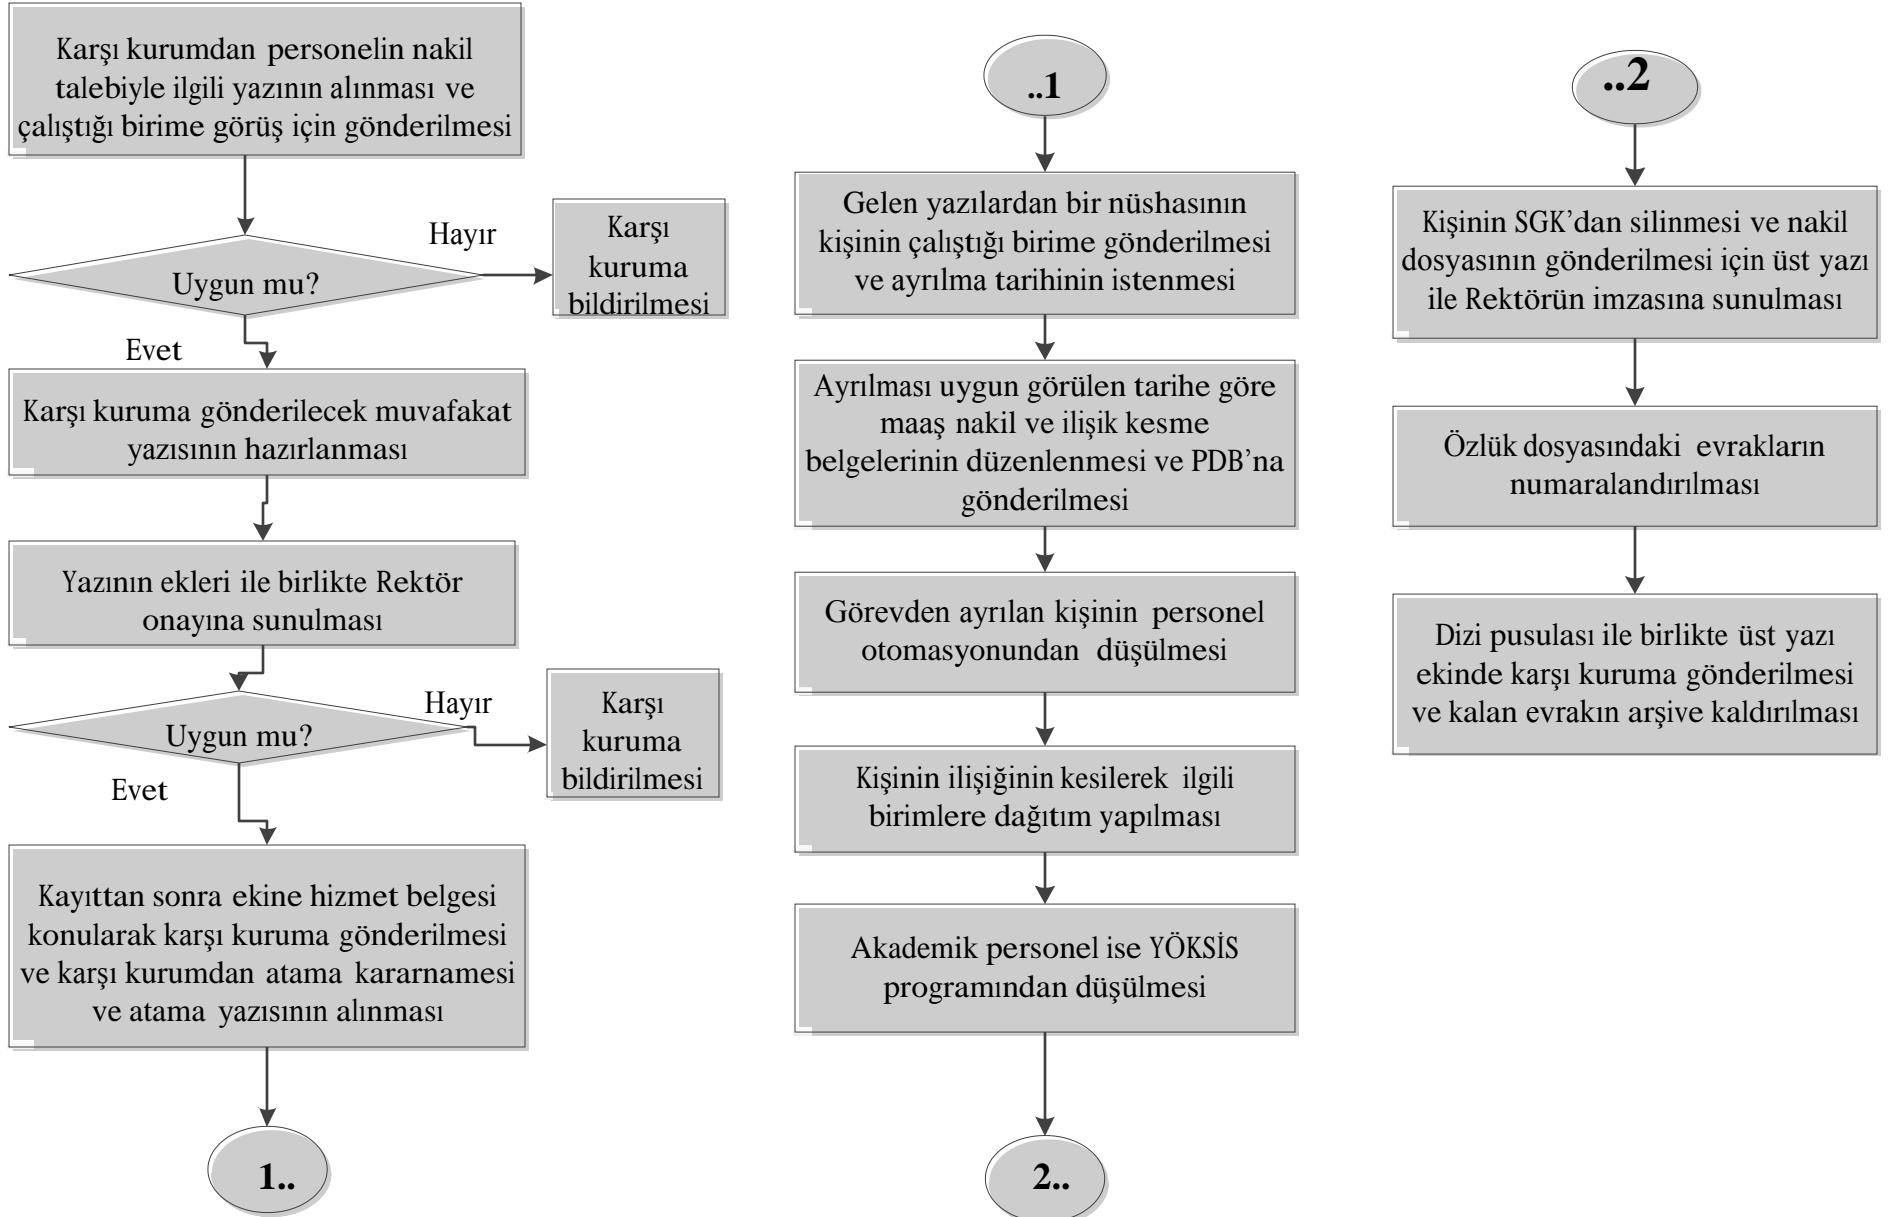 Karşı kurumdan personelin nakil
talebiyle ilgili yazının alınması ve
çalıştığı birime görüş için gönderilmesi
Uygun mu?
Hayır
Karşı
kuruma
bildirilmesi
Evet
Karşı kuruma gönderilecek muvafakat
yazısının hazırlanması
Yazının ekleri ile birlikte Rektör
onayına sunulması
Uygun mu?
Hayır
Karşı
kuruma
bildirilmesi
Evet
Kayıttan sonra ekine hizmet belgesi
konularak karşı kuruma gönderilmesi
ve karşı kurumdan atama kararnamesi
ve atama yazısının alınması
1..
..1
Gelen yazılardan bir nüshasının
kişinin çalıştığı birime gönderilmesi
ve ayrılma tarihinin istenmesi
Ayrılması uygun görülen tarihe göre
maaş nakil ve ilişik kesme
belgelerinin düzenlenmesi ve PDB’na
gönderilmesi
Görevden ayrılan kişinin personel
otomasyonundan düşülmesi
Kişinin ilişiğinin kesilerek ilgili
birimlere dağıtım yapılması
Akademik personel ise YÖKSİS
programından düşülmesi
2..
..2
Kişinin SGK’dan silinmesi ve nakil
dosyasının gönderilmesi için üst yazı
ile Rektörün imzasına sunulması
Özlük dosyasındaki evrakların
numaralandırılması
Dizi pusulası ile birlikte üst yazı
ekinde karşı kuruma gönderilmesi
ve kalan evrakın arşive kaldırılması